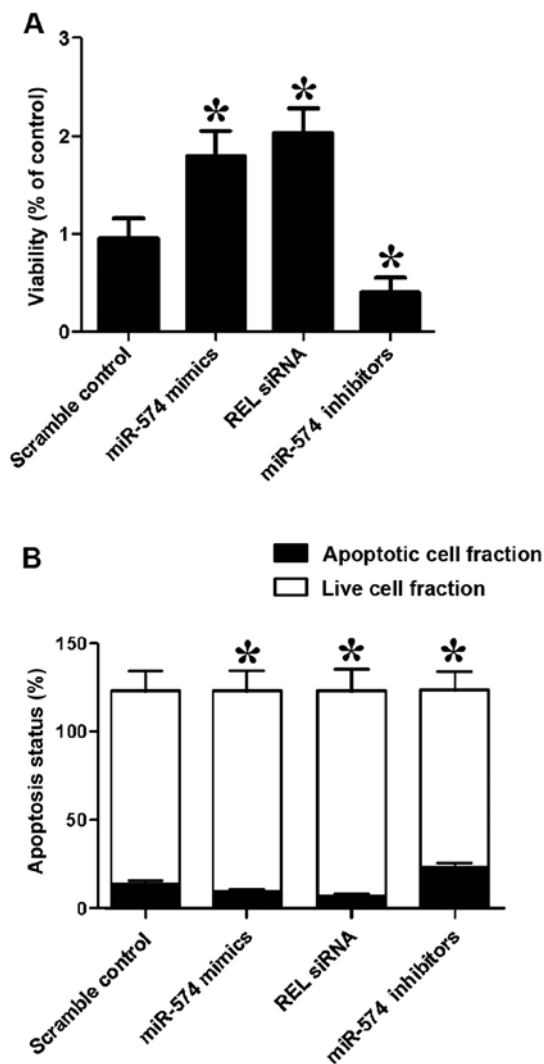 A
Viability (% of control)
3
2
1
0
*
*
*
Scramble control
miR-574 mimics
REL siRNA
miR-574 inhibitors
B
Apoptotic cell fraction
Live cell fraction
Apoptosis status (%)
150
100
50
0
*
*
*
Scramble control
miR-574 mimics
REL siRNA
miR-574 inhibitors